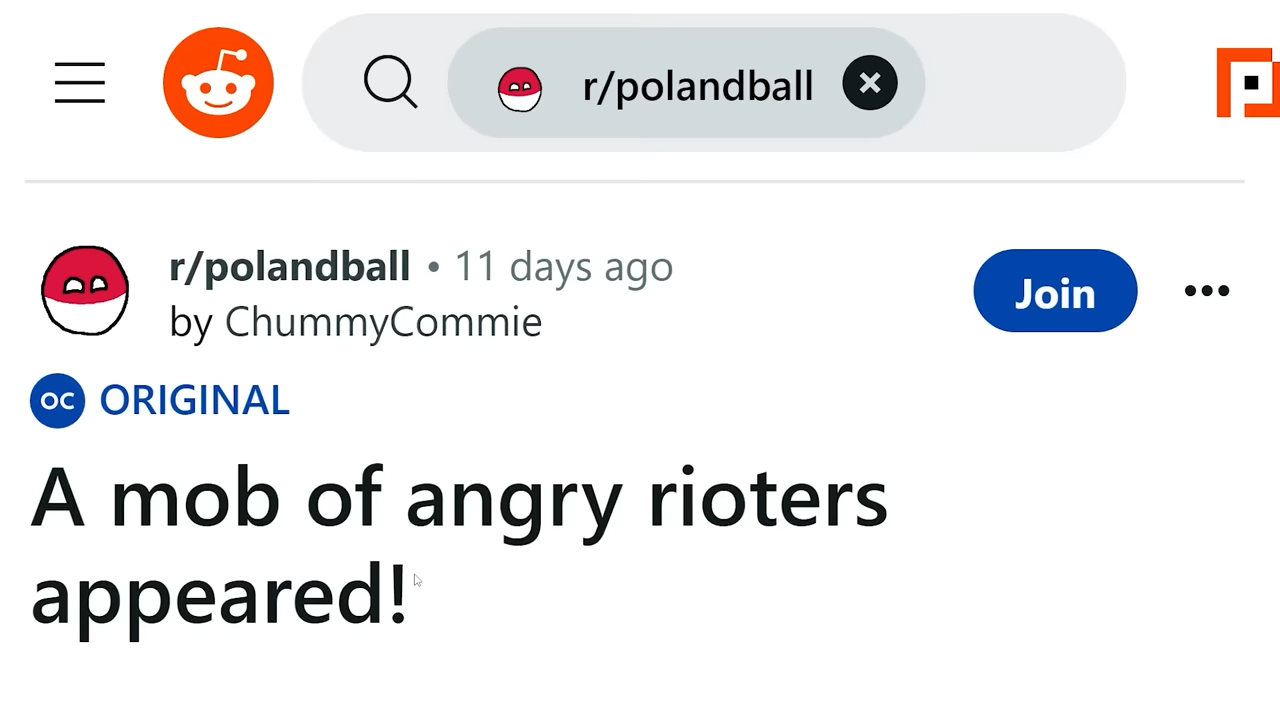 r/polandball
r/polandball • 11 days ago
Join
by ChummyCommie
OC ORIGINAL
A mob of angry rioters
appeared!